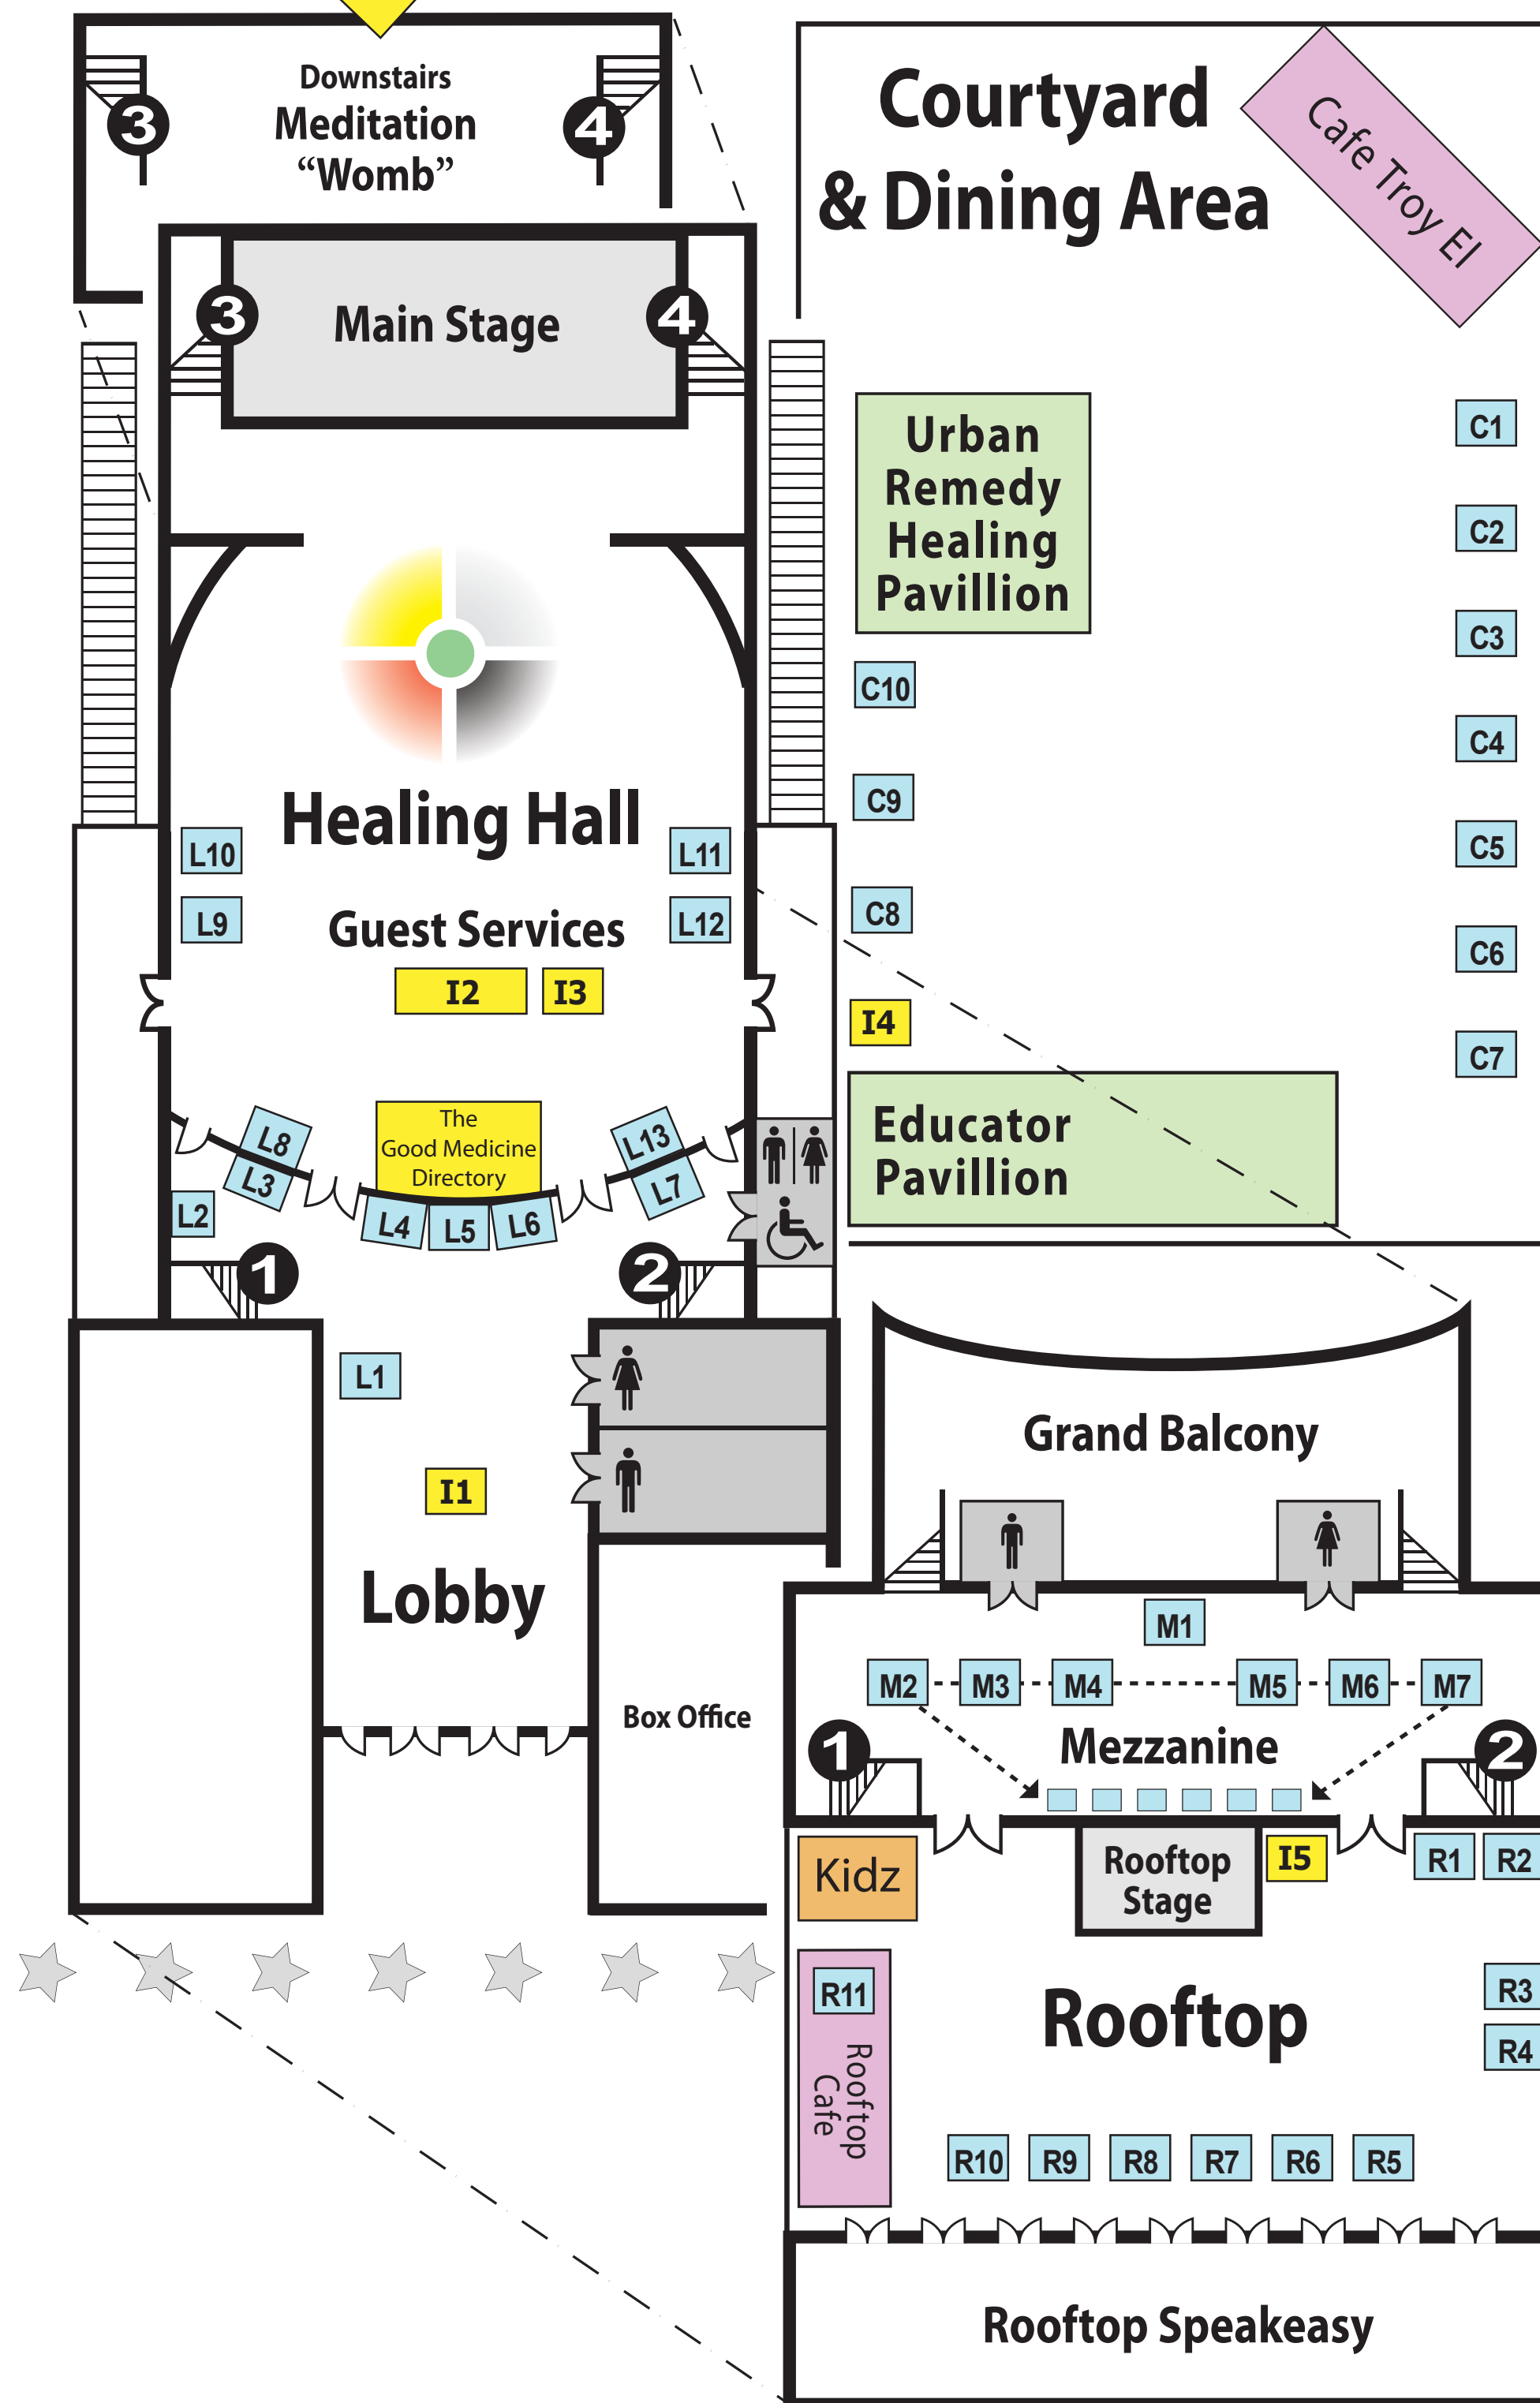 Downstairs
Meditation
“Womb”
3
4
Courtyard
& Dining Area
Cafe Troy El
3
Main Stage
4
Urban
Remedy
Healing
Pavillion
C1
C2
C3
C10
C4
C9
C5
C8
C6
C7
Healing Hall
L10
L11
L9
Guest Services
L12
I2
I3
I4
Educator
Pavillion
The
Good Medicine
Directory
L8
L3
L13
L7
L2
L4
L5
L6
1
2
L1
I1
Lobby
Box Office
Grand Balcony
M1
M2
M3
M4
M5
M6
M7
Mezzanine
1
2
Kidz
Rooftop
Stage
I5
R1
R2
R11
Rooftop
Cafe
Rooftop
R3
R4
R10
R9
R8
R7
R6
R5
Rooftop Speakeasy